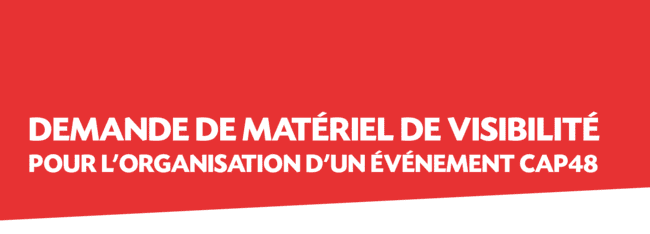 DEMANDE DE MATÉRIEL DE VISIBILITÉ
POUR L'ORGANISATION D'UN ÉVÉNEMENT CAP48